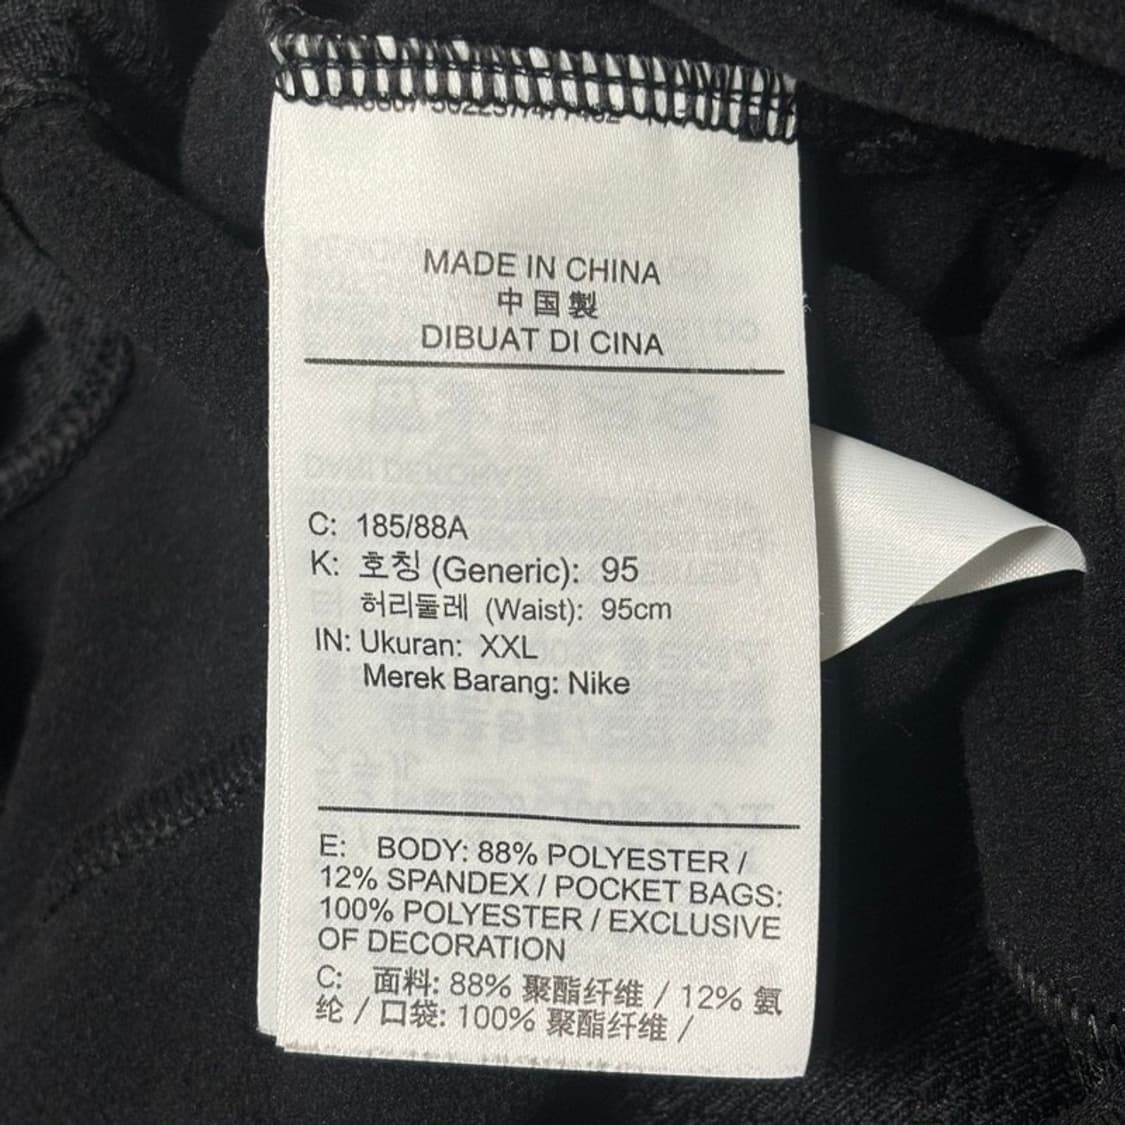 MADE IN CHINA
中国製
DIBUAT DI CINA
C: 185/88A
K: 호칭 (Generic): 95
허리둘레 (Waist): 95cm
IN: Ukuran: XXL
Merek Barang: Nike
E: BODY: 88% POLYESTER /
12% SPANDEX / POCKET BAGS:
100% POLYESTER / EXCLUSIVE
OF DECORATION
C: 面料: 88% 聚酯纤维 / 12% 氨
纶 / 口袋: 100% 聚酯纤维 /